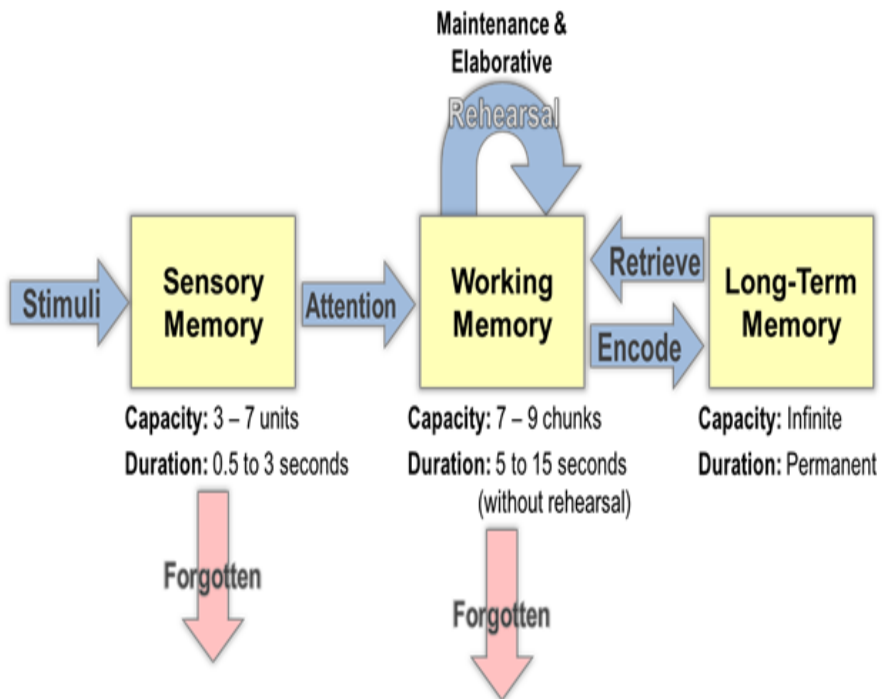 Maintenance &
Elaborative
Rehearsal
Stimuli
Sensory
Memory
Attention
Working
Memory
Retrieve
Encode
Long-Term
Memory
Capacity: 3 – 7 units
Duration: 0.5 to 3 seconds
Capacity: 7 – 9 chunks
Duration: 5 to 15 seconds
(without rehearsal)
Capacity: Infinite
Duration: Permanent
Forgotten
Forgotten